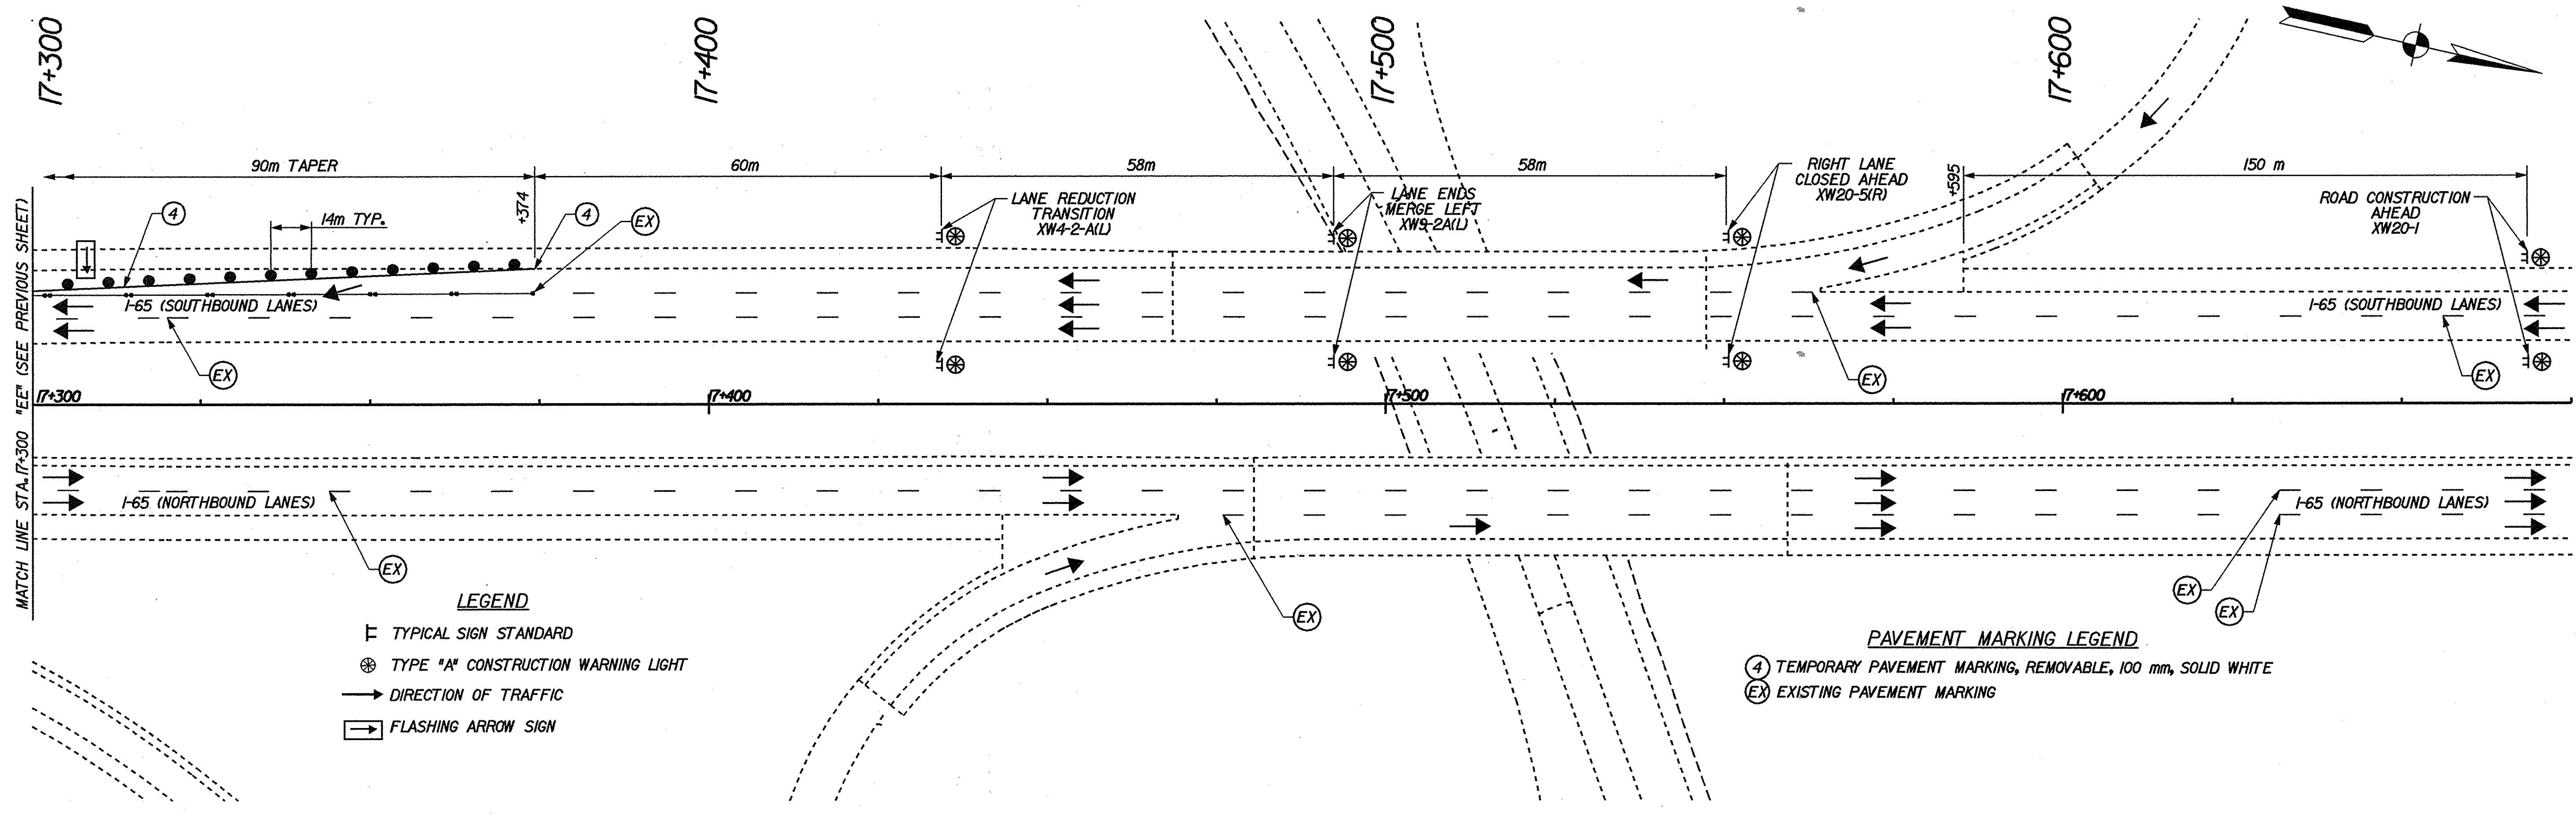 17+300
17+400
17+500
17+600
90m TAPER
60m
58m
58m
150 m
+374
+595
14m TYP.
4
4
EX
LANE REDUCTION
TRANSITION
XW4-2-A(L)
LANE ENDS
MERGE LEFT
XW9-2A(L)
RIGHT LANE
CLOSED AHEAD
XW20-5(R)
ROAD CONSTRUCTION
AHEAD
XW20-1
I-65 (SOUTHBOUND LANES)
I-65 (SOUTHBOUND LANES)
EX
EX
EX
MATCH LINE STA. 17+300 "EE" (SEE PREVIOUS SHEET)
17+300
17+400
17+500
17+600
I-65 (NORTHBOUND LANES)
I-65 (NORTHBOUND LANES)
EX
EX
EX
EX
LEGEND
TYPICAL SIGN STANDARD
TYPE "A" CONSTRUCTION WARNING LIGHT
DIRECTION OF TRAFFIC
FLASHING ARROW SIGN
PAVEMENT MARKING LEGEND
4 TEMPORARY PAVEMENT MARKING, REMOVABLE, 100 mm, SOLID WHITE
EX EXISTING PAVEMENT MARKING